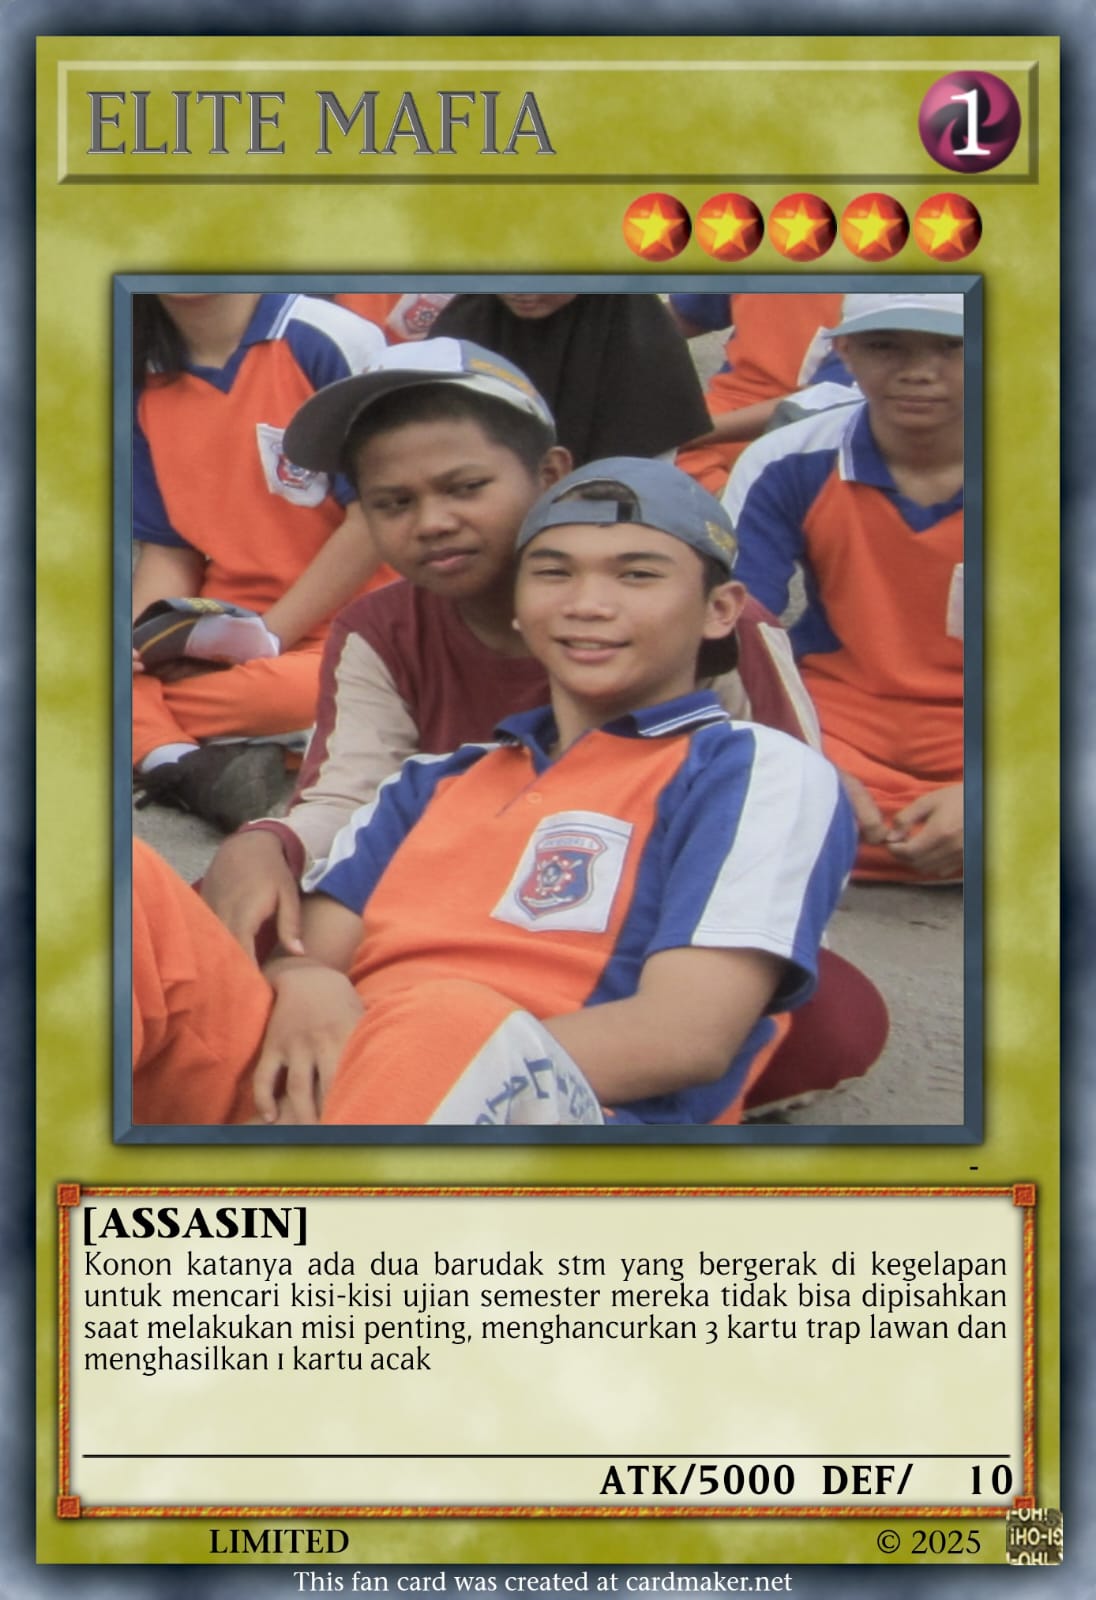 ELITE MAFIA
1
-
[ASSASIN]
Konon katanya ada dua barudak stm yang bergerak di kegelapan
untuk mencari kisi-kisi ujian semester mereka tidak bisa dipisahkan
saat melakukan misi penting, menghancurkan 3 kartu trap lawan dan
menghasilkan 1 kartu acak
ATK/5000 DEF/ 10
LIMITED
© 2025
This fan card was created at cardmaker.net